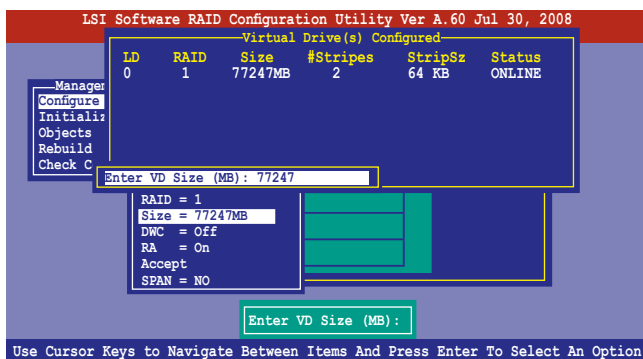 LSI Software RAID Configuration Utility Ver A.60 Jul 30, 2008
Virtual Drive(s) Configured
LD RAID Size #Stripes StripSz Status
0 1 77247MB 2 64 KB ONLINE
Configure
Objects
Rebuild
Check C
Enter VD Size (MB): 77247
RAID = 1
Size = 77247MB
DWC = Off
RA = On
Accept
SPAN = NO
Enter VD Size (MB):
Use Cursor Keys to Navigate Between Items And Press Enter To Select An Option